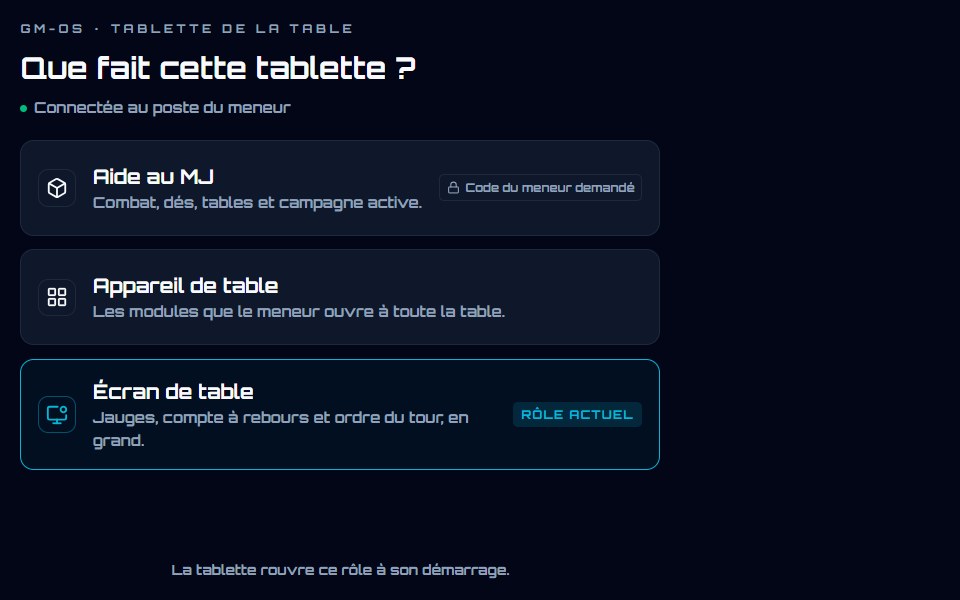 GM-OS · TABLETTE DE LA TABLE
Que fait cette tablette ?
Connectée au poste du meneur
Aide au MJ
Combat, dés, tables et campagne active.
Code du meneur demandé
Appareil de table
Les modules que le meneur ouvre à toute la table.
Écran de table
Jauges, compte à rebours et ordre du tour, en
grand.
RÔLE ACTUEL
La tablette rouvre ce rôle à son démarrage.